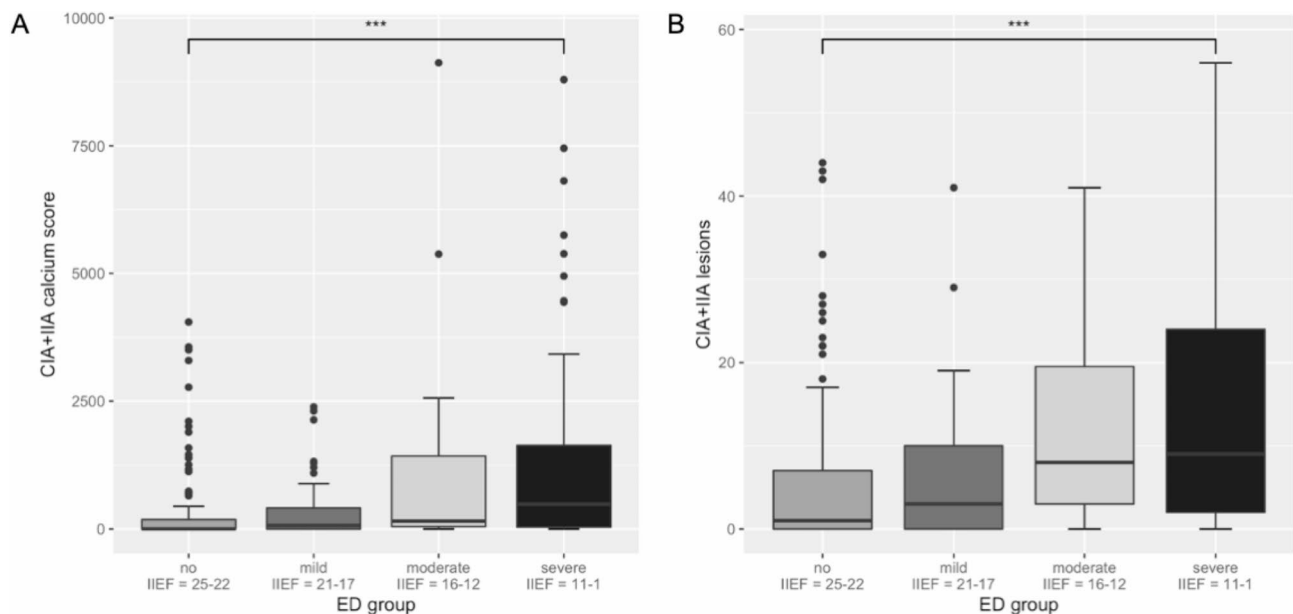 A
***
10000
7500
5000
2500
0
CIA+IIA calcium score
no mild moderate severe
IIEF = 25-22 IIEF = 21-17 IIEF = 16-12 IIEF = 11-1
ED group
B
***
60
40
20
0
CIA+IIA lesions
no mild moderate severe
IIEF = 25-22 IIEF = 21-17 IIEF = 16-12 IIEF = 11-1
ED group